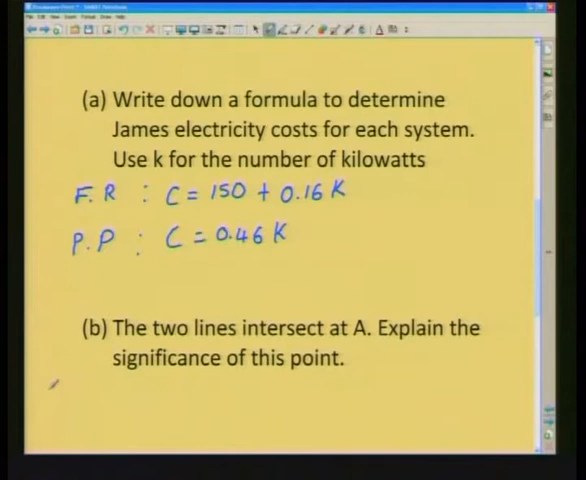 (a) Write down a formula to determine
James electricity costs for each system.
Use k for the number of kilowatts
F.R : C = 150 + 0.16 K
P.P : C = 0.46 K
(b) The two lines intersect at A. Explain the
significance of this point.